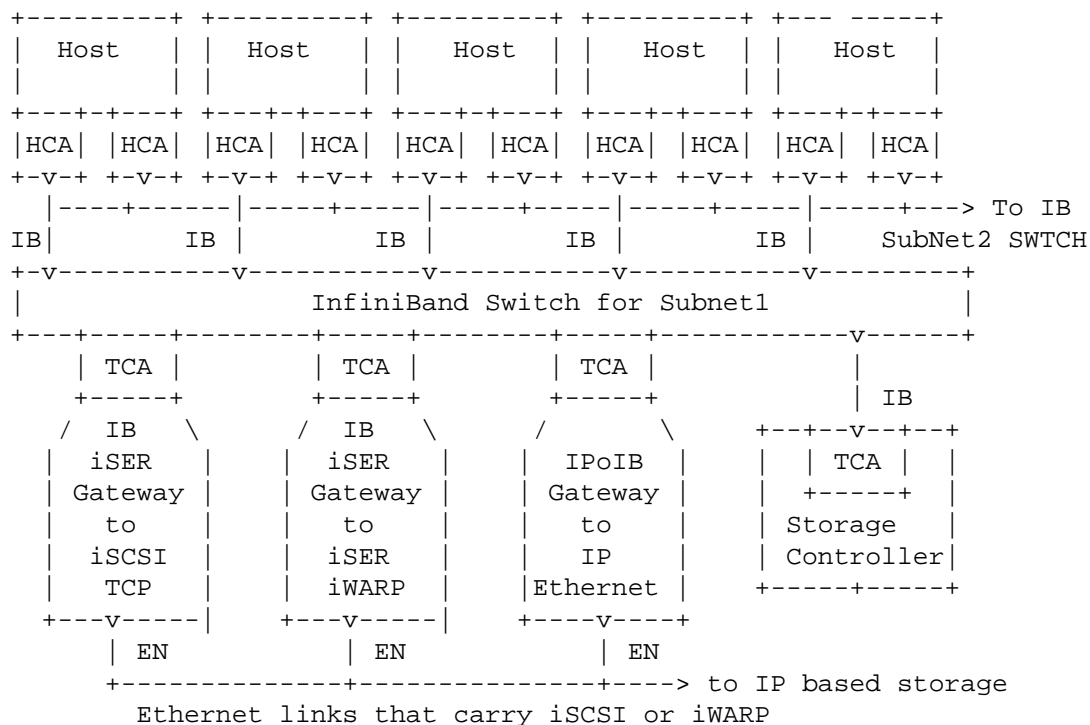 Host Host Host Host Host
HCA HCA HCA HCA HCA HCA HCA HCA HCA HCA
To IB
IB IB IB IB IB SubNet2 SWTCH
InfiniBand Switch for Subnet1
TCA TCA TCA
IB
IB IB
iSER iSER IPoIB TCA
Gateway Gateway Gateway
to to to Storage
iSCSI iSER IP Controller
TCP iWARP Ethernet
EN EN EN
to IP based storage
Ethernet links that carry iSCSI or iWARP